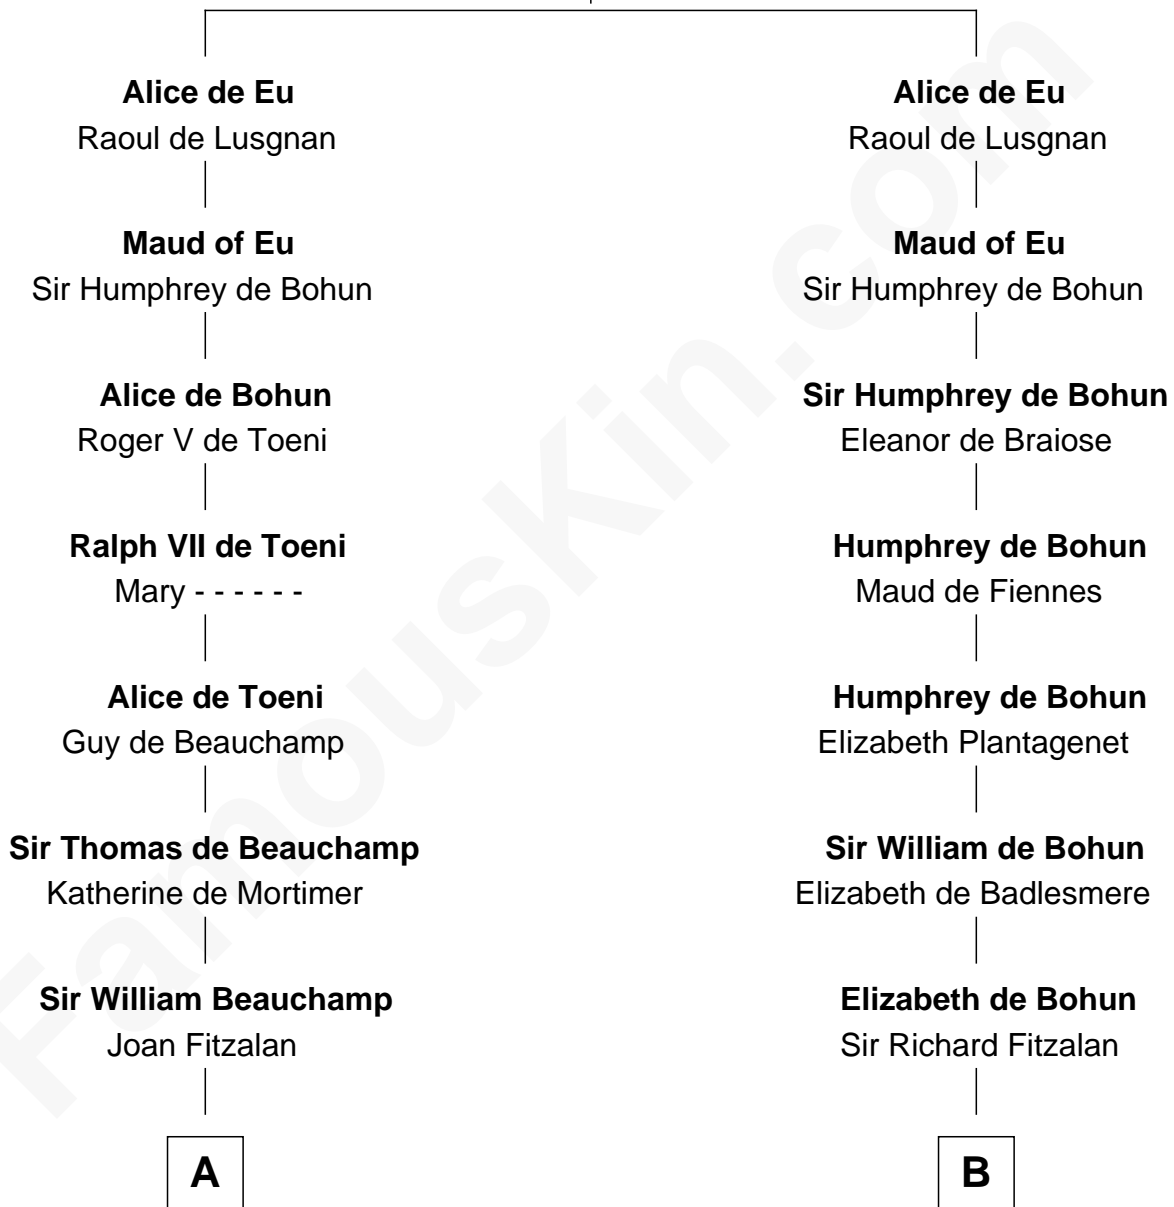 Alice de Eu
Raoul de Lusgnan
Maud of Eu
Sir Humphrey de Bohun
Alice de Bohun
Roger V de Toeni
Ralph VII de Toeni
Mary - - - - - -
Alice de Toeni
Guy de Beauchamp
Sir Thomas de Beauchamp
Katherine de Mortimer
Sir William Beauchamp
Joan Fitzalan
A
Alice de Eu
Raoul de Lusgnan
Maud of Eu
Sir Humphrey de Bohun
Sir Humphrey de Bohun
Eleanor de Braiose
Humphrey de Bohun
Maud de Fiennes
Humphrey de Bohun
Elizabeth Plantagenet
Sir William de Bohun
Elizabeth de Badlesmere
Elizabeth de Bohun
Sir Richard Fitzalan
B
FamousKin.com